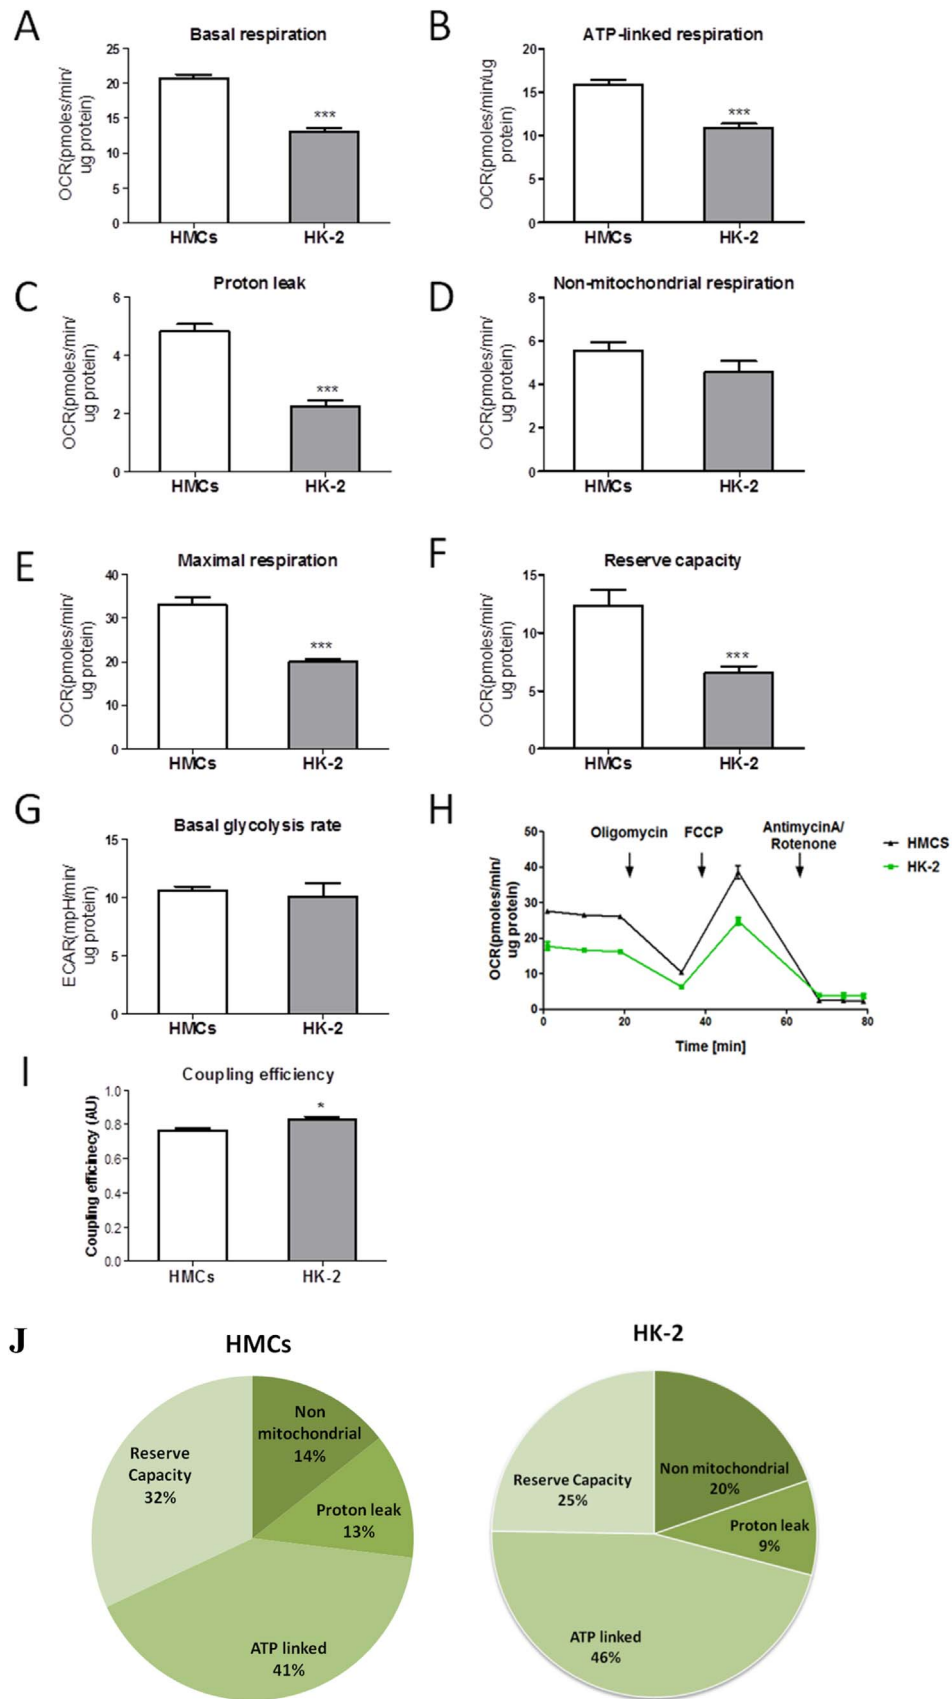 A
Basal respiration
OCR(pmoles/min/
ug protein)
25
20
15
10
5
0
***
HMCs
HK-2
B
ATP-linked respiration
OCR(pmoles/min/ug
protein)
20
15
10
5
0
***
HMCs
HK-2
C
Proton leak
OCR(pmoles/min/
ug protein)
6
4
2
0
***
HMCs
HK-2
D
Non-mitochondrial respiration
OCR(pmoles/min/
ug protein)
8
6
4
2
0
HMCs
HK-2
E
Maximal respiration
OCR(pmoles/min/
ug protein)
40
30
20
10
0
***
HMCs
HK-2
F
Reserve capacity
OCR(pmoles/min/
ug protein)
15
10
5
0
***
HMCs
HK-2
G
Basal glycolysis rate
ECAR(mpH/min/
ug protein)
15
10
5
0
HMCs
HK-2
H
OCR(pmoles/min/
ug protein)
50
40
30
20
10
0
Oligomycin
FCCP
AntimycinA/
Rotenone
HMCS
HK-2
0
20
40
60
80
Time [min]
I
Coupling efficiency
Coupling efficinecy (AU)
1.0
0.8
0.6
0.4
0.2
0.0
*
HMCs
HK-2
J
HMCs
Non
mitochondrial
14%
Proton leak
13%
ATP linked
41%
Reserve
Capacity
32%
HK-2
Non mitochondrial
20%
Proton leak
9%
ATP linked
46%
Reserve Capacity
25%